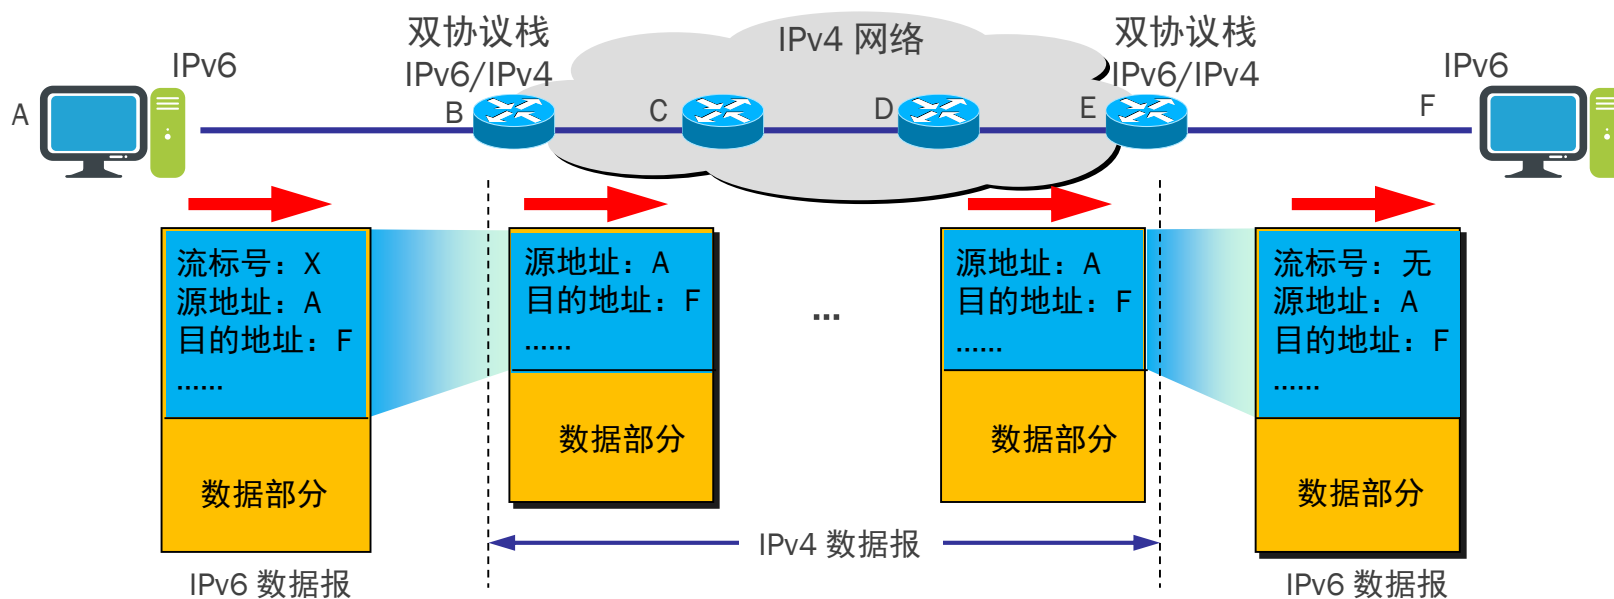 双协议栈
IPv6/IPv4
IPv4 网络
双协议栈
IPv6/IPv4
IPv6
IPv6
A
B
C
D
E
F
流标号：X
源地址：A
目的地址：F
......
数据部分
源地址：A
目的地址：F
......
数据部分
...
源地址：A
目的地址：F
......
数据部分
流标号：无
源地址：A
目的地址：F
......
数据部分
IPv4 数据报
IPv6 数据报
IPv6 数据报